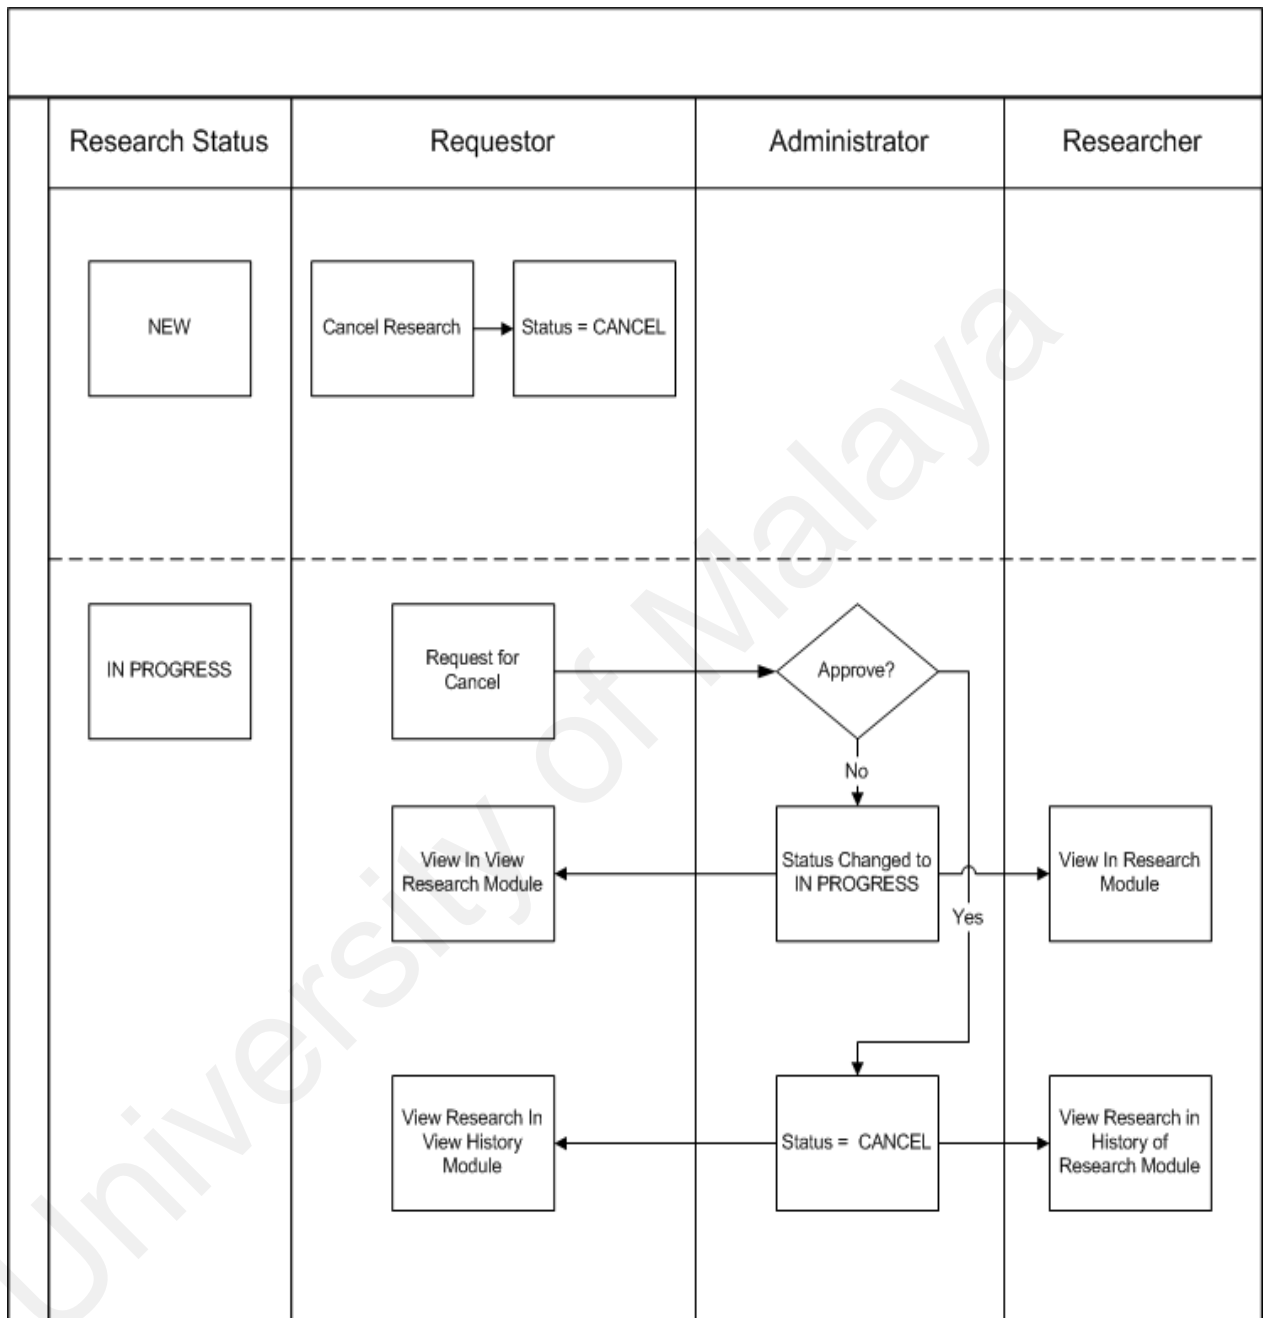 Research Status
Requestor
Administrator
Researcher
NEW
Cancel Research
Status = CANCEL
IN PROGRESS
Request for
Cancel
Approve?
No
View In View
Research Module
Status Changed to
IN PROGRESS
View In Research
Module
Yes
View Research In
View History
Module
Status = CANCEL
View Research in
History of
Research Module
University of Malaya